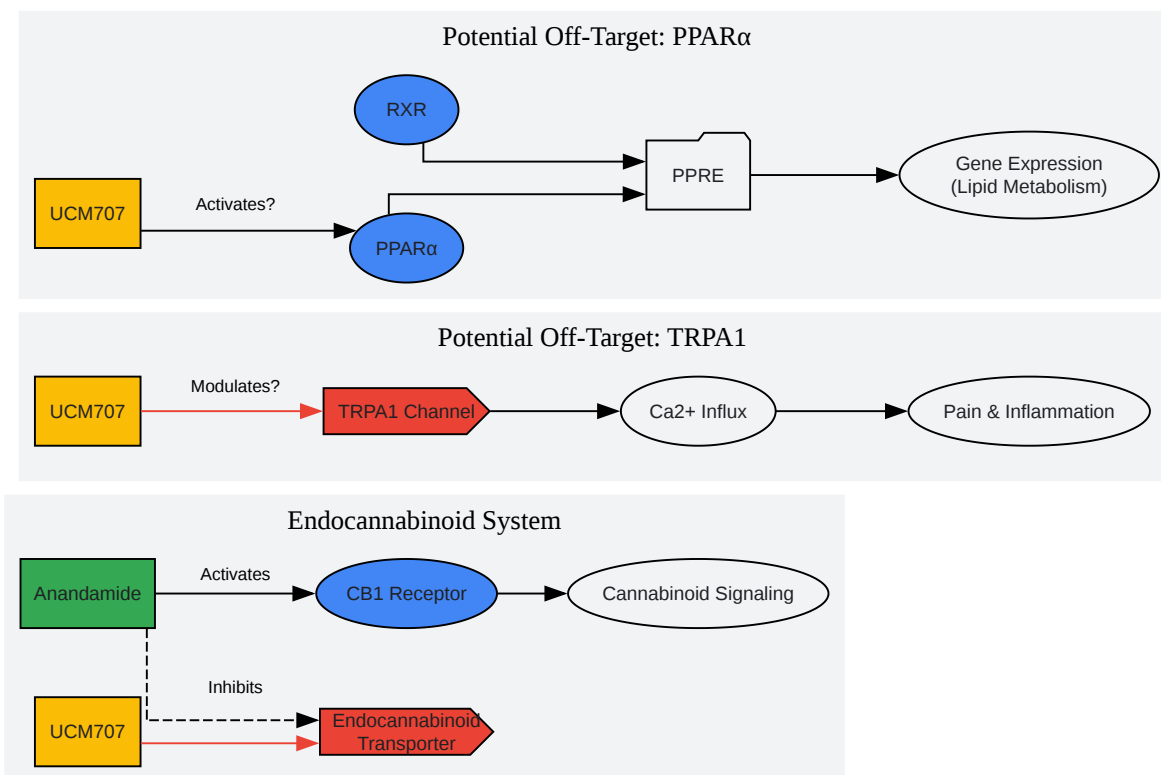 Potential Off-Target: PPARα
RXR
UCM707
Activates?
PPARα
PPRE
Gene Expression
(Lipid Metabolism)
Potential Off-Target: TRPA1
UCM707
Modulates?
TRPA1 Channel
Ca2+ Influx
Pain & Inflammation
Endocannabinoid System
Anandamide
Activates
CB1 Receptor
Cannabinoid Signaling
Inhibits
UCM707
Endocannabinoid
Transporter